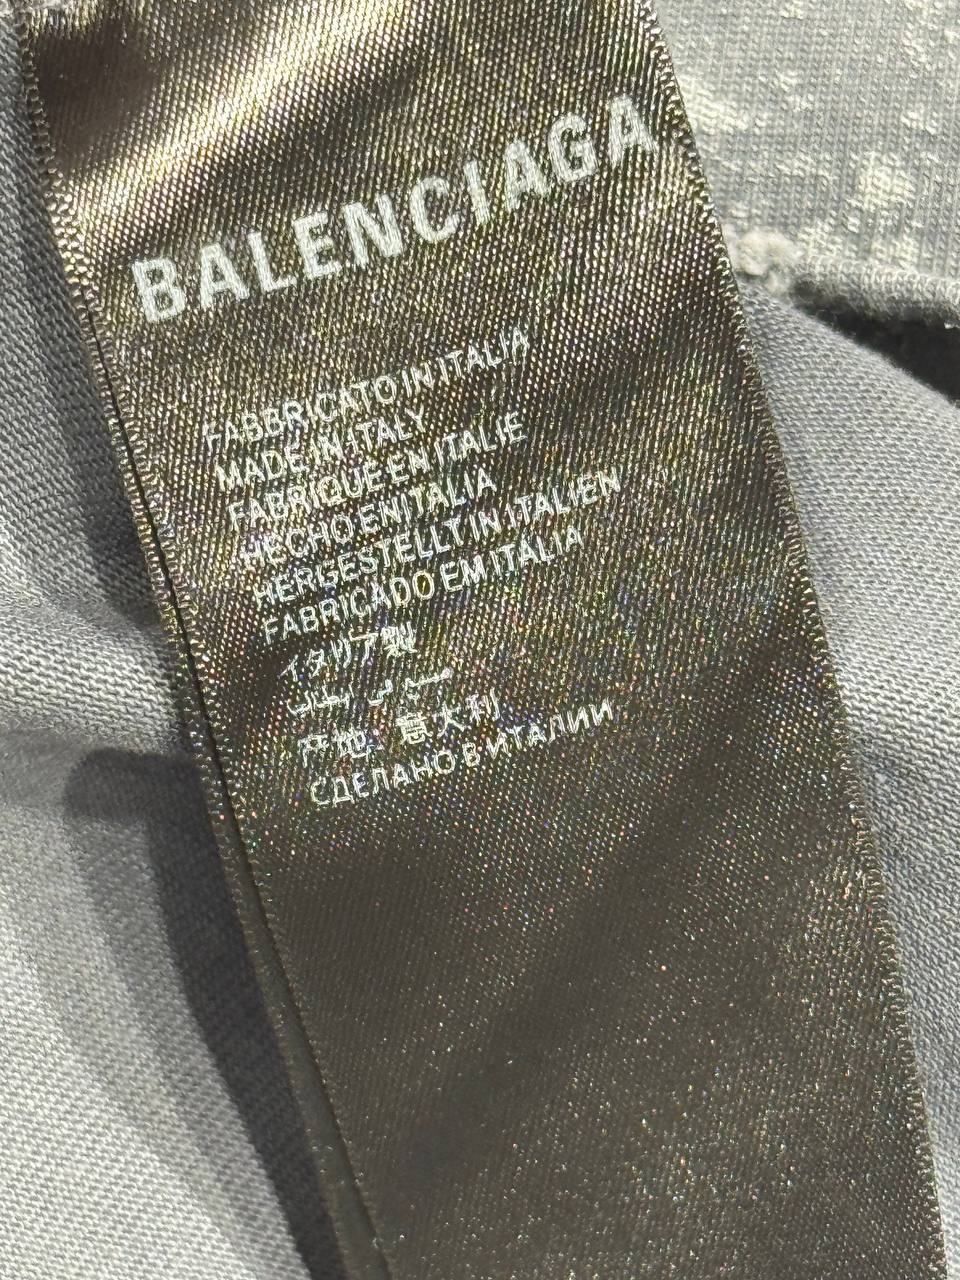 BALENCIAGA
FABBRICATO IN ITALIA
MADE IN ITALY
FABRIQUÉ EN ITALIE
HECHO EN ITALIA
HERGESTELLT IN ITALIEN
FABRICADO EM ITALIA
イタリア製
صنع في إيطاليا
产地：意大利
СДЕЛАНО В ИТАЛИИ